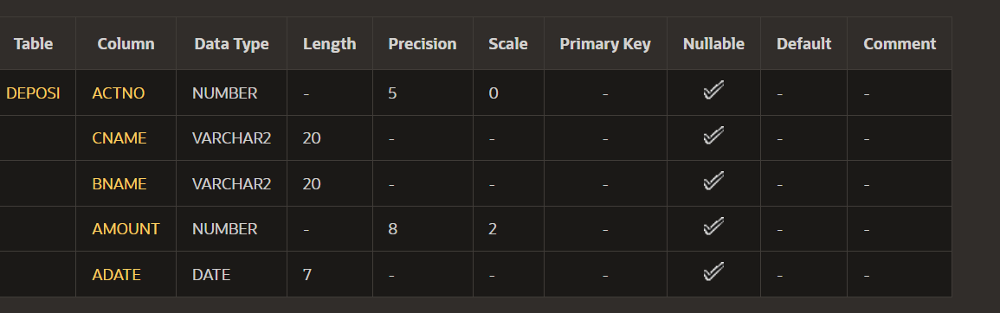 Table Column Data Type Length Precision Scale Primary Key Nullable Default Comment
DEPOSI ACTNO NUMBER - 5 0 - - -
CNAME VARCHAR2 20 - - - - -
BNAME VARCHAR2 20 - - - - -
AMOUNT NUMBER - 8 2 - - -
ADATE DATE 7 - - - - -